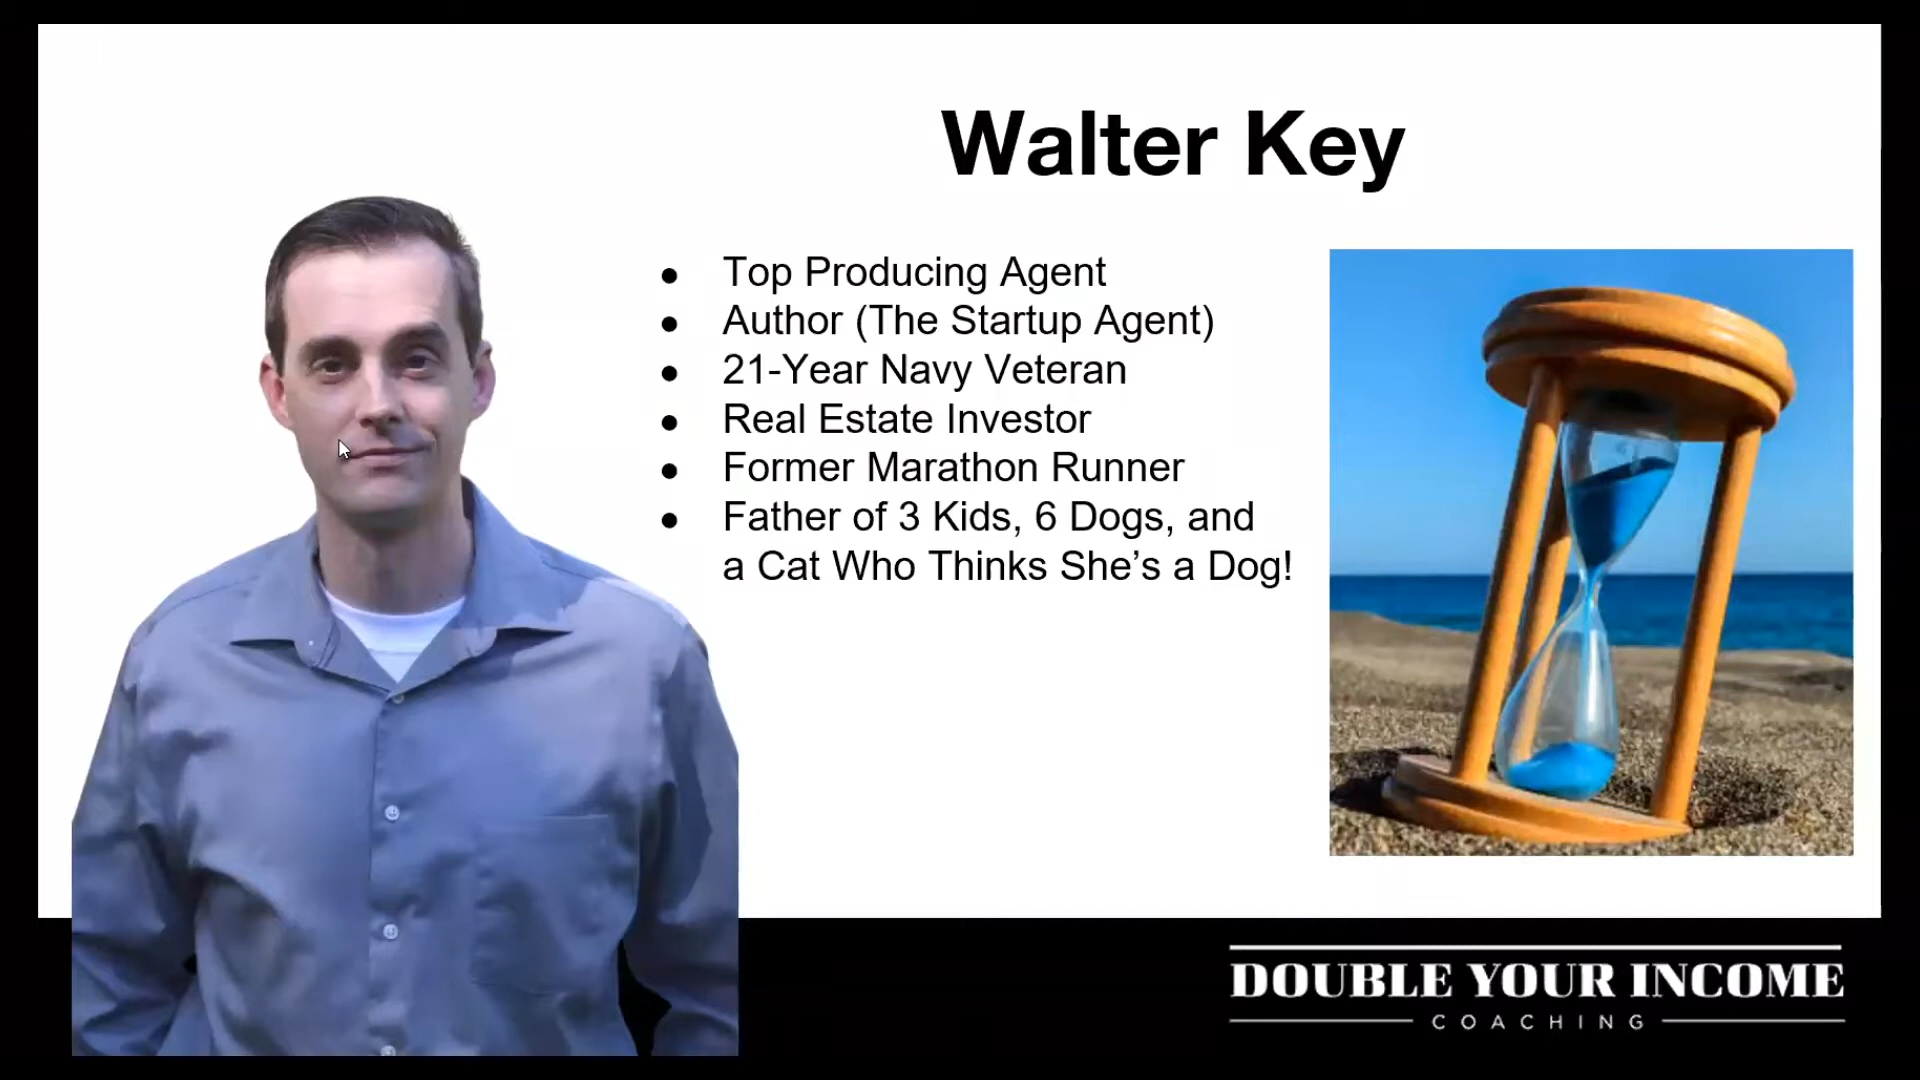 Walter Key
● Top Producing Agent
● Author (The Startup Agent)
● 21-Year Navy Veteran
● Real Estate Investor
● Former Marathon Runner
● Father of 3 Kids, 6 Dogs, and
a Cat Who Thinks She’s a Dog!
DOUBLE YOUR INCOME
COACHING